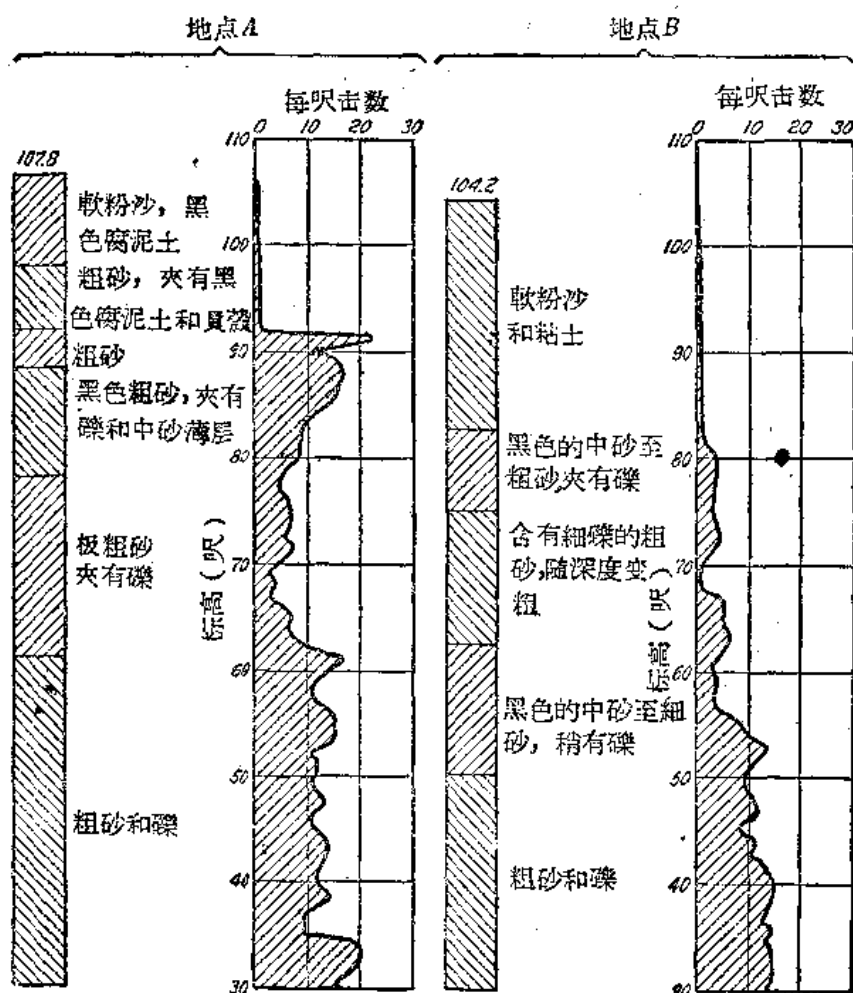 地点A
每呎击数
0 10 20 30
110
107.8
軟粉沙，黑
色腐泥土
100
粗砂，夾有黑
色腐泥土和貝殼
90
粗砂
黑色粗砂，夾有
礫和中砂薄层
80
极粗砂
夾有礫
70
标高(呎)
60
50
粗砂和礫
40
30
地点B
每呎击数
0 10 20 30
110
104.2
100
軟粉沙
和粘土
90
黑色的中砂至
粗砂夾有礫
80
含有細礫的粗
砂，随深度变
粗
70
标高(呎)
60
黑色的中砂至細
砂，稍有礫
50
粗砂和礫
40
30